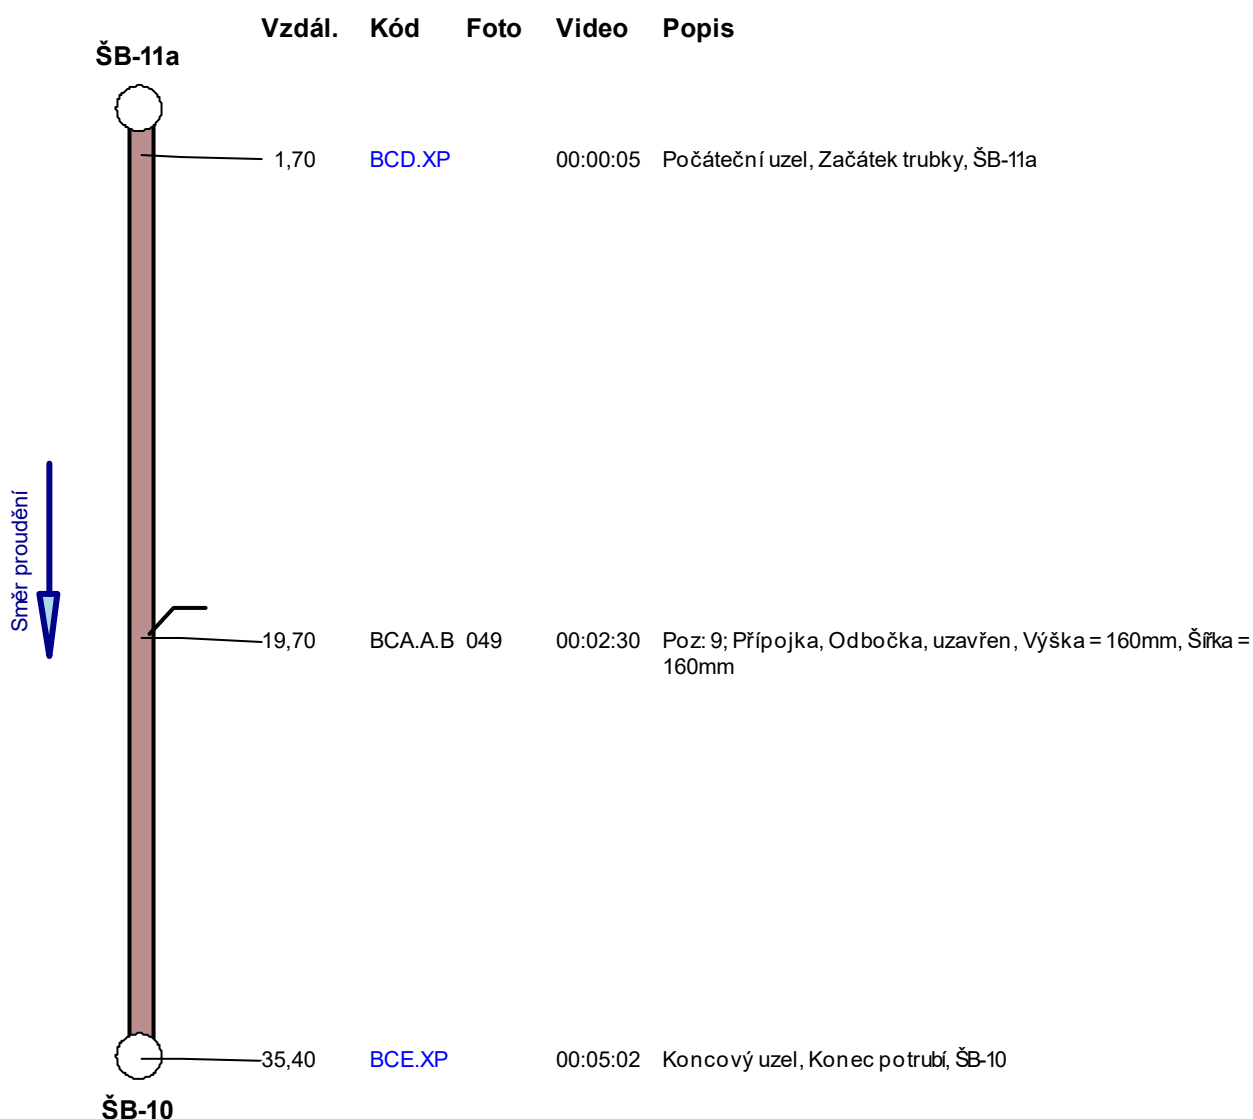 Vzdál. Kód Foto Video Popis
ŠB-11a
1,70 BCD.XP 00:00:05 Počáteční uzel, Začátek trubky, ŠB-11a
Směr proudění
19,70 BCA.A.B 049 00:02:30 Poz: 9; Přípojka, Odbočka, uzavřen, Výška = 160mm, Šířka =
160mm
35,40 BCE.XP 00:05:02 Koncový uzel, Konec potrubí, ŠB-10
ŠB-10